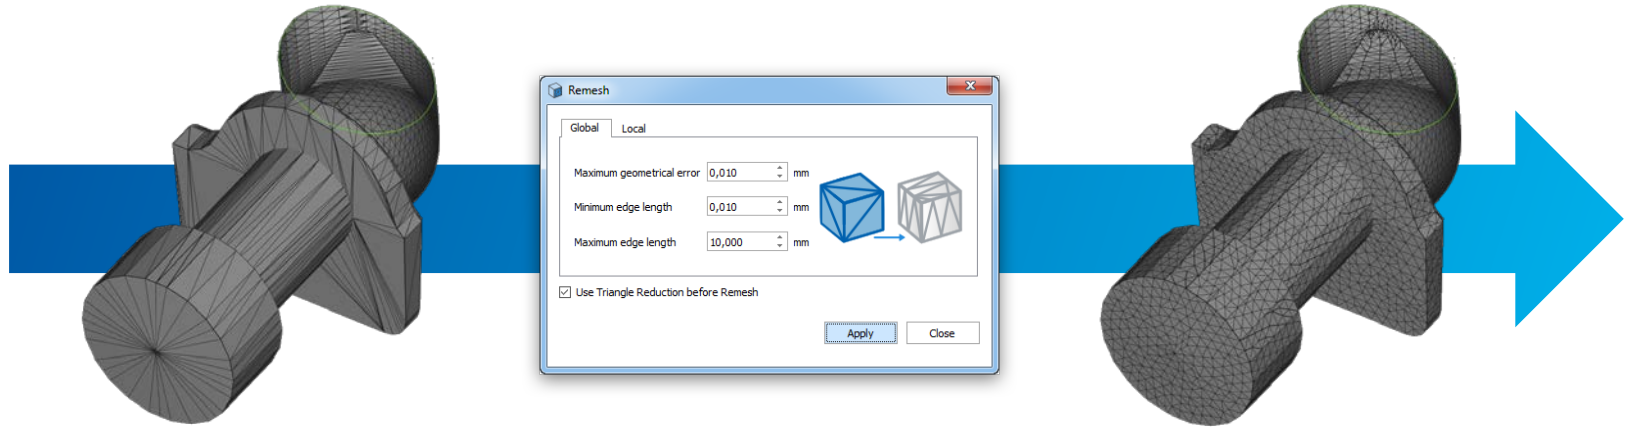 Remesh
Global Local
Maximum geometrical error 0,010 mm
Minimum edge length 0,010 mm
Maximum edge length 10,000 mm
Use Triangle Reduction before Remesh
Apply Close